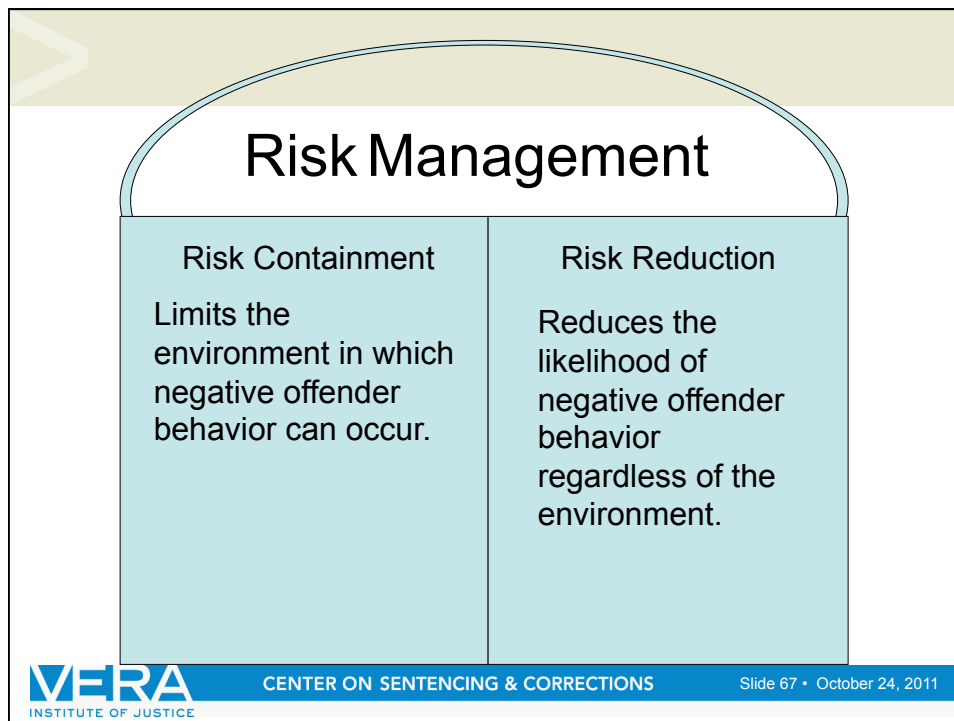 Risk Management
Risk Containment
Limits the
environment in which
negative offender
behavior can occur.
Risk Reduction
Reduces the
likelihood of
negative offender
behavior
regardless of the
environment.
VERA
INSTITUTE OF JUSTICE
CENTER ON SENTENCING & CORRECTIONS
Slide 67 • October 24, 2011